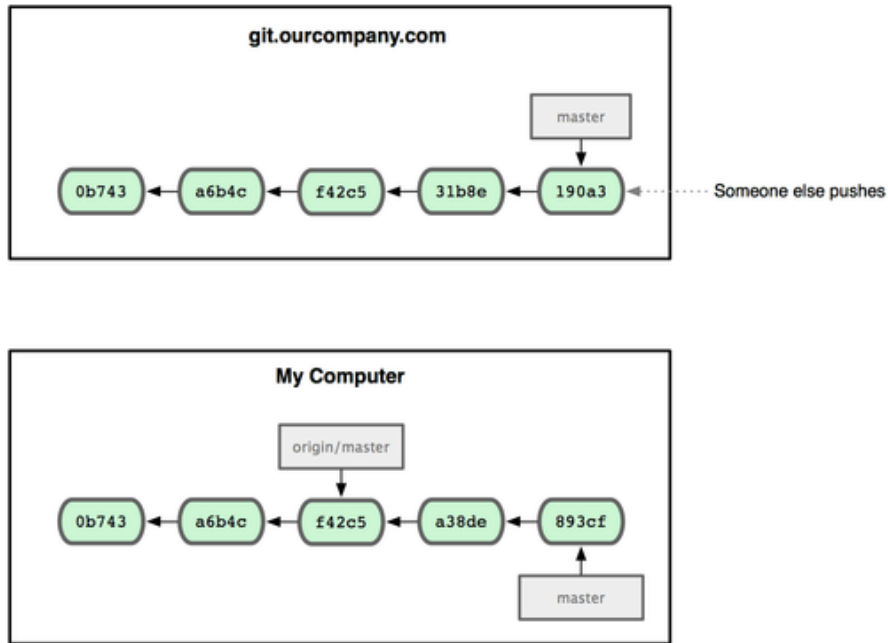 git.ourcompany.com
master
0b743 a6b4c f42c5 31b8e 190a3 Someone else pushes
My Computer
origin/master
0b743 a6b4c f42c5 a38de 893cf
master